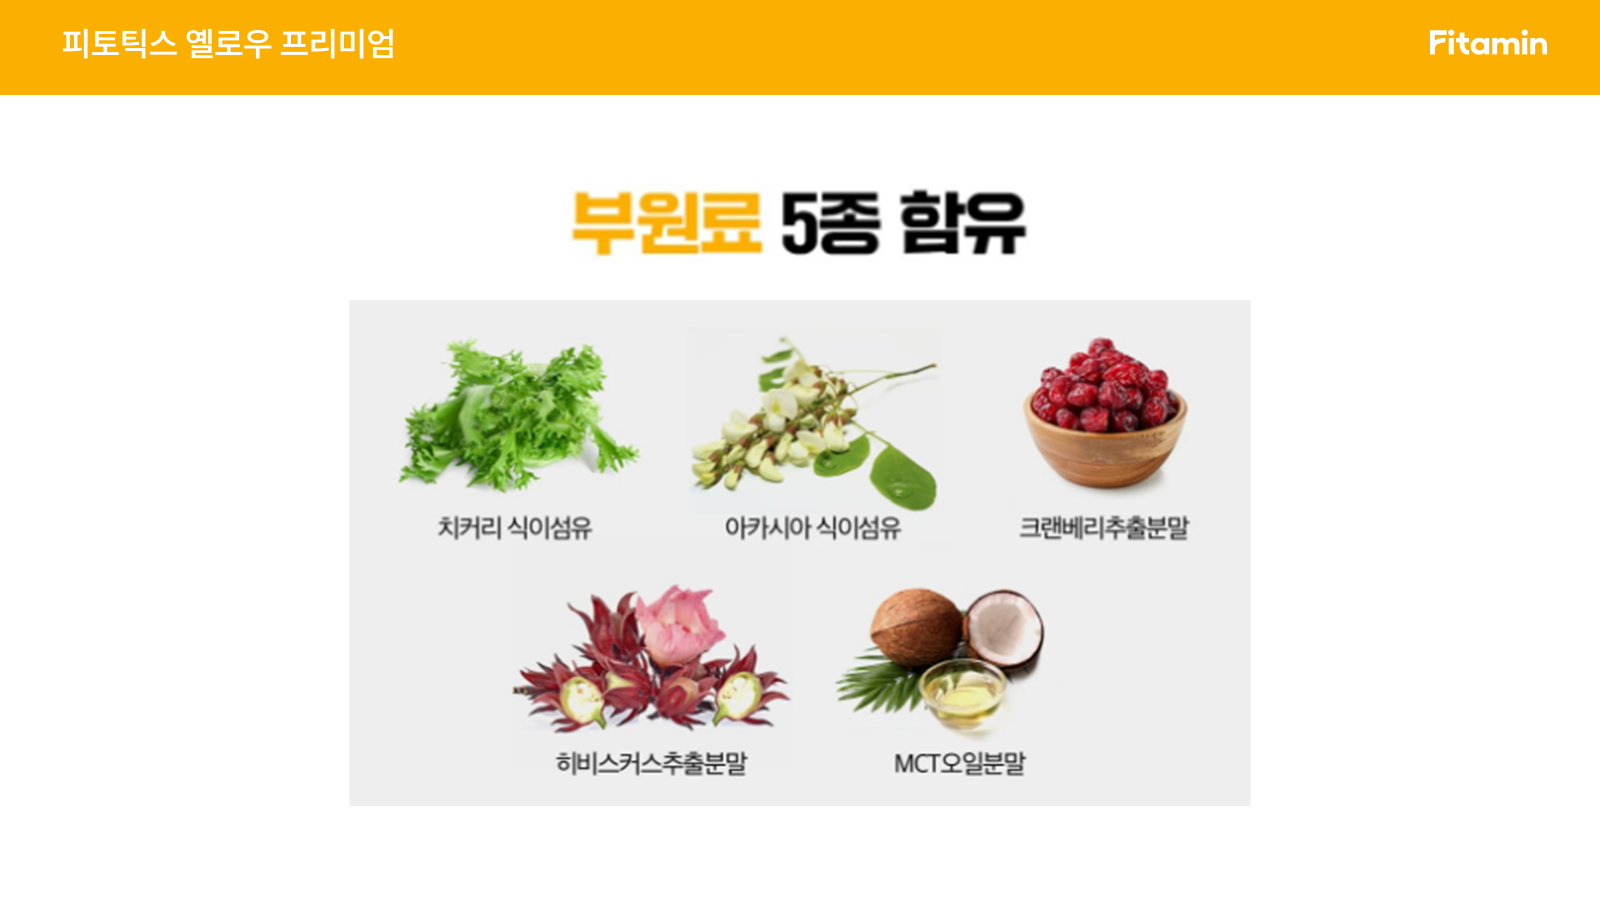 피토틱스 옐로우 프리미엄
Fitamin
부원료 5종 함유
치커리 식이섬유
아카시아 식이섬유
크랜베리추출분말
히비스커스추출분말
MCT오일분말